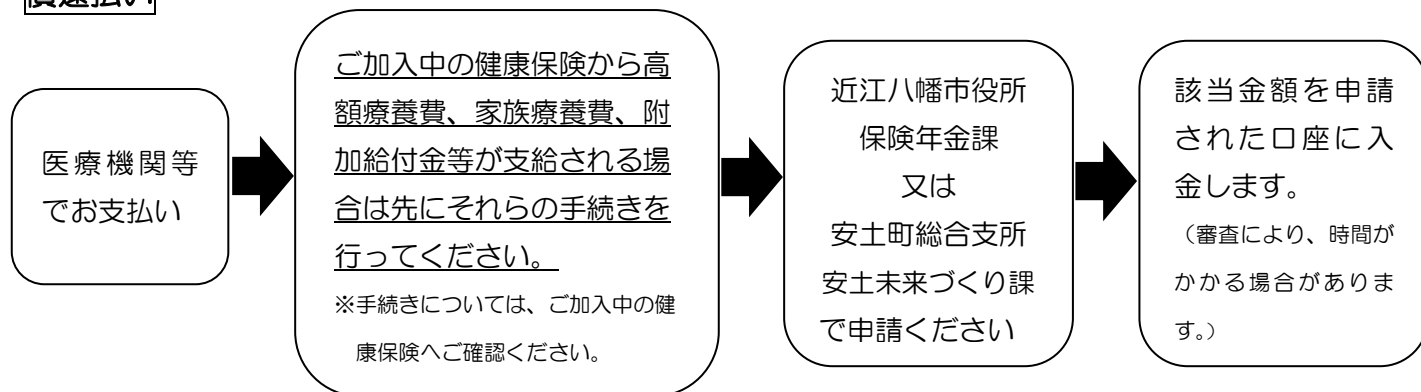 償還払い
医療機関等
でお支払い
ご加入中の健康保険から高
額療養費、家族療養費、附
加給付金等が支給される場
合は先にそれらの手続きを
行ってください。
※手続きについては、ご加入中の健
康保険へご確認ください。
近江八幡市役所
保険年金課
又は
安土町総合支所
安土未来づくり課
で申請ください
該当金額を申請
された口座に入
金します。
（審査により、時間が
かかる場合がありま
す。）